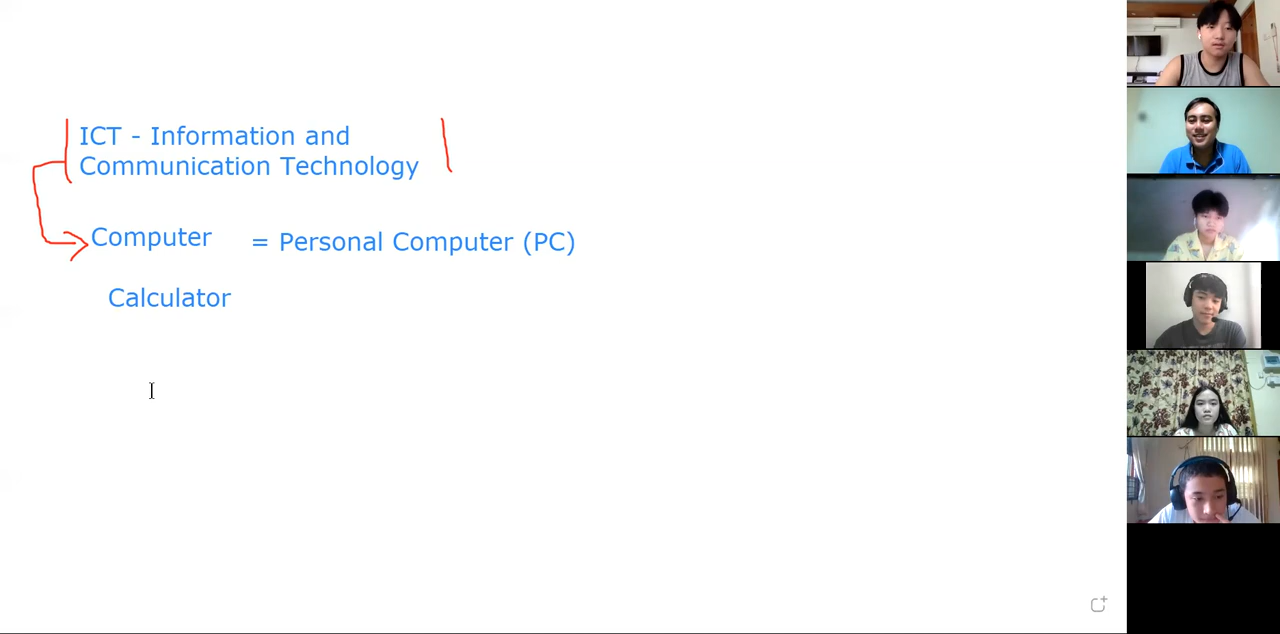 ICT - Information and
Communication Technology
Computer = Personal Computer (PC)
Calculator